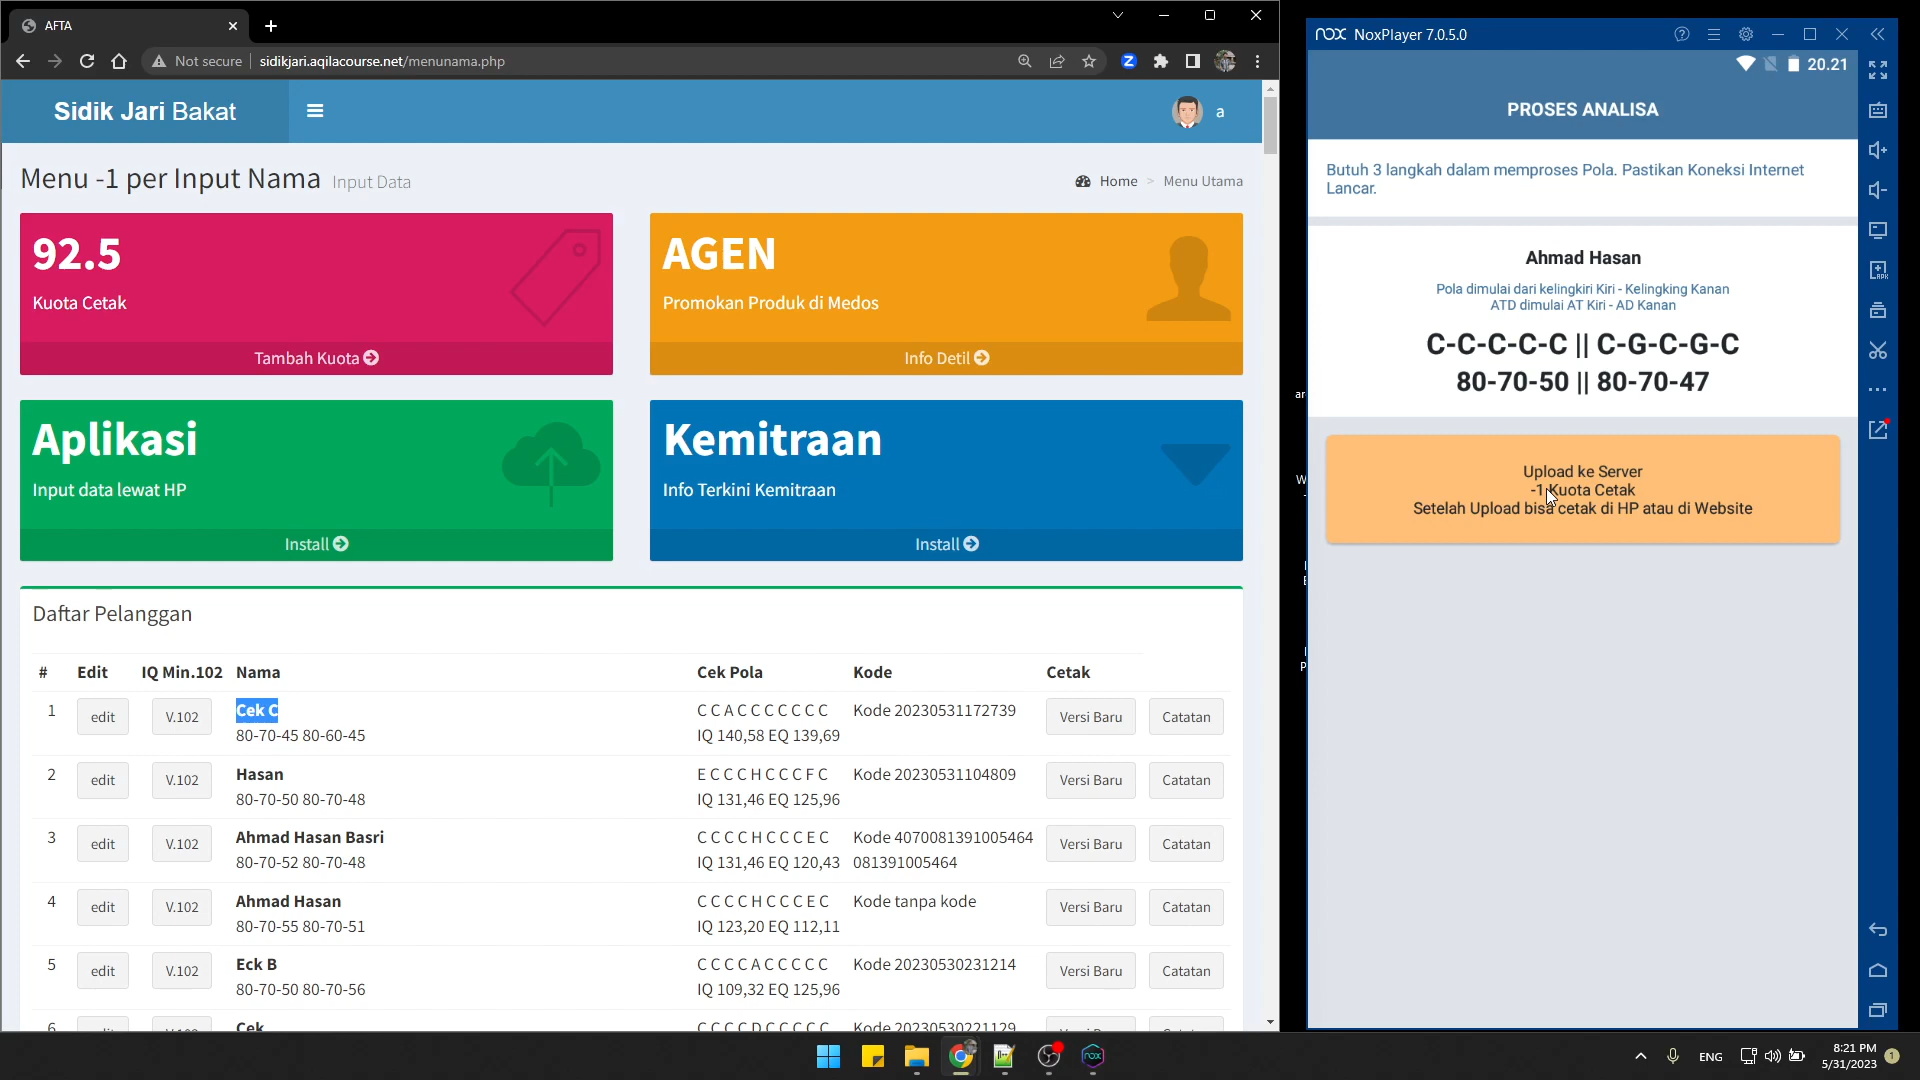 AFTA
Not secure | sidikjari.aqilacourse.net/menunama.php
Sidik Jari Bakat
a
Menu -1 per Input Nama Input Data
Home > Menu Utama
92.5
Kuota Cetak
Tambah Kuota
AGEN
Promokan Produk di Medos
Info Detil
Aplikasi
Input data lewat HP
Install
Kemitraan
Info Terkini Kemitraan
Install
Daftar Pelanggan
# Edit IQ Min.102 Nama Cek Pola Kode Cetak
1 edit V.102 Cek C C C A C C C C C C C Kode 20230531172739 Versi Baru Catatan
80-70-45 80-60-45 IQ 140,58 EQ 139,69
2 edit V.102 Hasan E C C C H C C C F C Kode 20230531104809 Versi Baru Catatan
80-70-50 80-70-48 IQ 131,46 EQ 125,96
3 edit V.102 Ahmad Hasan Basri C C C C H C C C E C Kode 4070081391005464 Versi Baru Catatan
80-70-52 80-70-48 IQ 131,46 EQ 120,43 081391005464
4 edit V.102 Ahmad Hasan C C C C H C C C E C Kode tanpa kode Versi Baru Catatan
80-70-55 80-70-51 IQ 123,20 EQ 112,11
5 edit V.102 Eck B C C C C A C C C C C Kode 20230530231214 Versi Baru Catatan
80-70-50 80-70-56 IQ 109,32 EQ 125,96
6 Cek C C C C D C C C C C Kode 20230530221129
nox NoxPlayer 7.0.5.0
20.21
PROSES ANALISA
Butuh 3 langkah dalam memproses Pola. Pastikan Koneksi Internet
Lancar.
Ahmad Hasan
Pola dimulai dari kelingkiri Kiri - Kelingking Kanan
ATD dimulai AT Kiri - AD Kanan
C-C-C-C-C || C-G-C-G-C
80-70-50 || 80-70-47
Upload ke Server
-1 Kuota Cetak
Setelah Upload bisa cetak di HP atau di Website
ENG
8:21 PM
5/31/2023
1